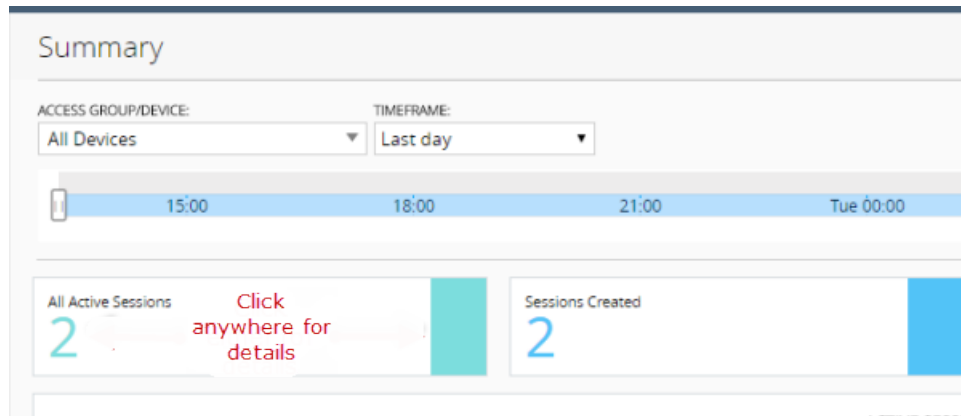 Summary
ACCESS GROUP/DEVICE:
TIMEFRAME:
All Devices
Last day
15:00
18:00
21:00
Tue 00:00
All Active Sessions
2
Click
anywhere for
details
Sessions Created
2